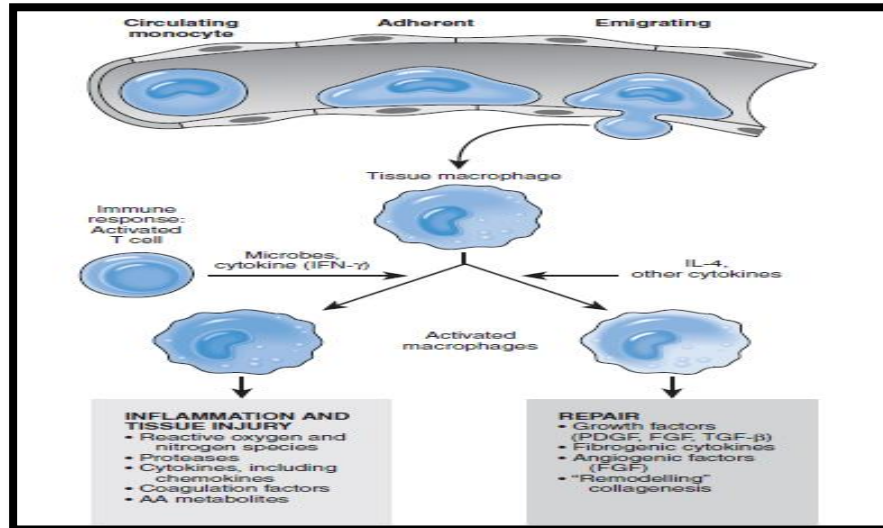 Circulating
monocyte
Adherent
Emigrating
Tissue macrophage
Immune
response:
Activated
T cell
Microbes,
cytokine (IFN-γ)
IL-4,
other cytokines
Activated
macrophages
INFLAMMATION AND
TISSUE INJURY
• Reactive oxygen and
nitrogen species
• Proteases
• Cytokines, including
chemokines
• Coagulation factors
• AA metabolites
REPAIR
• Growth factors
(PDGF, FGF, TGF-β)
• Fibrogenic cytokines
• Angiogenic factors
(FGF)
• "Remodelling"
collagenesis